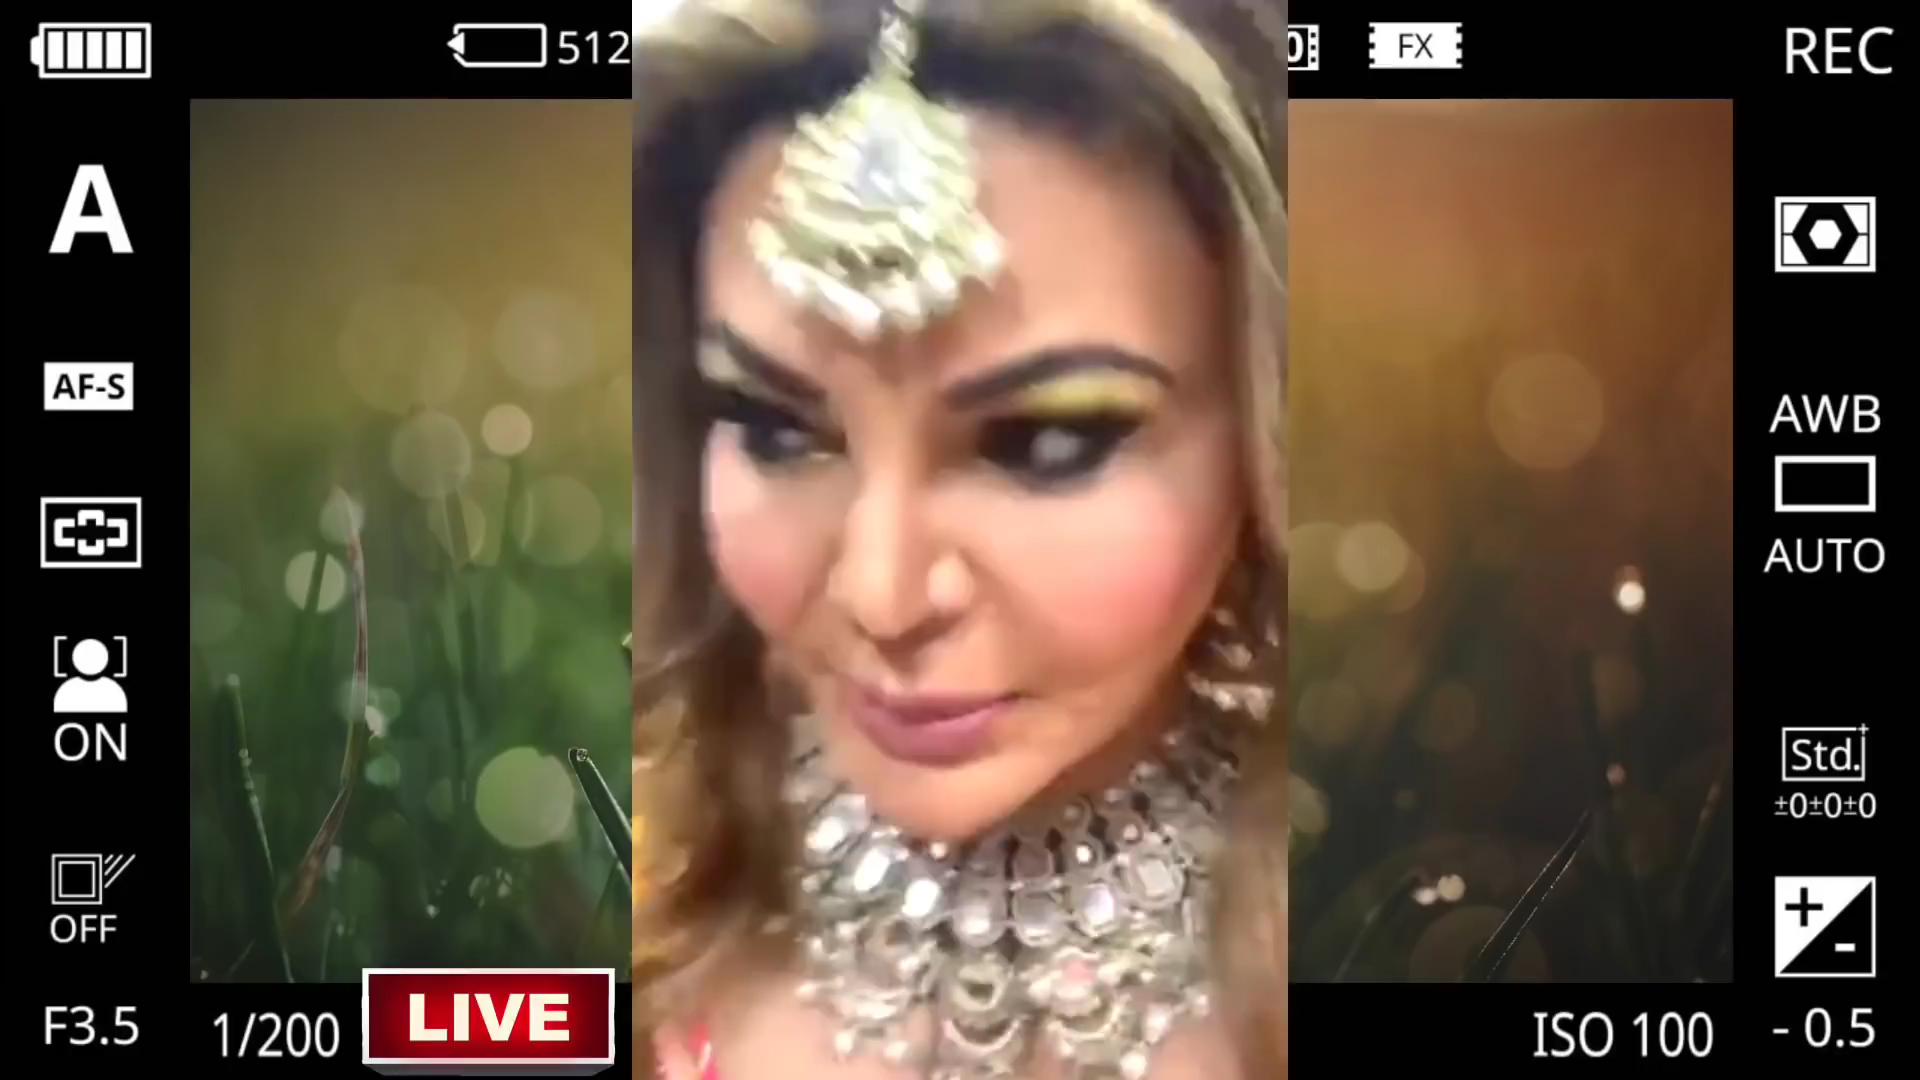 512
0
FX
REC
A
AF-S
AWB
AUTO
ON
Std.
±0±0±0
OFF
+
-
F3.5
1/200
LIVE
ISO 100
- 0.5